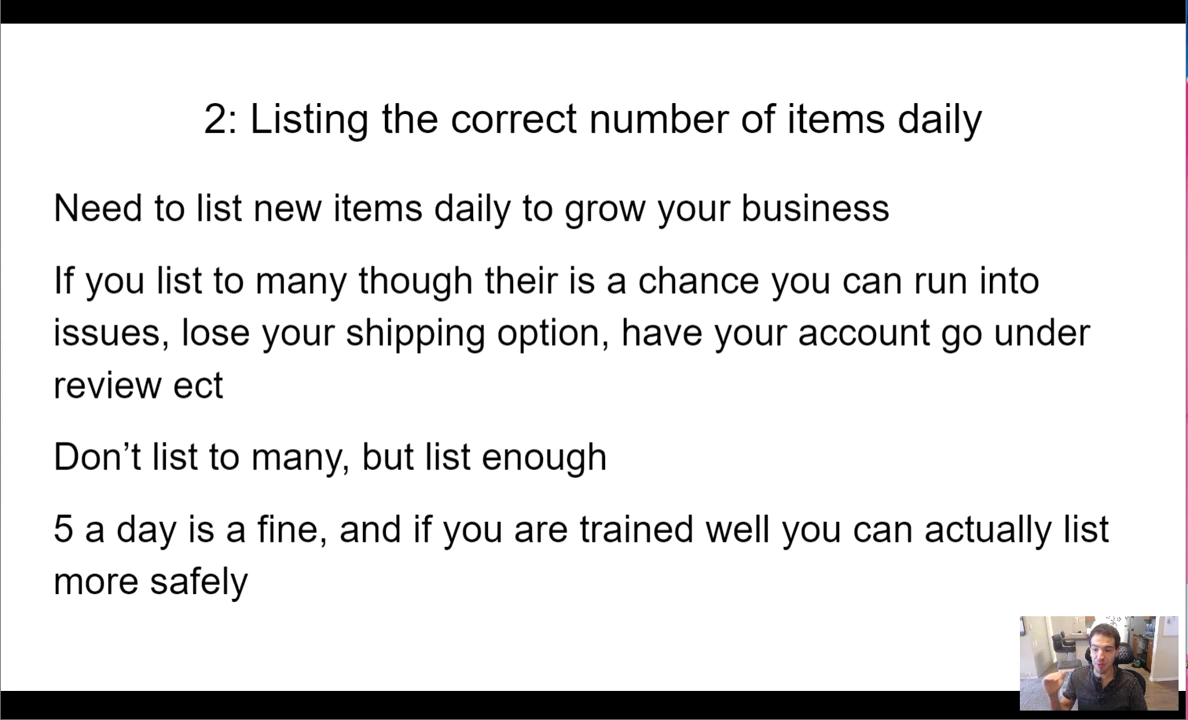 2: Listing the correct number of items daily
Need to list new items daily to grow your business
If you list to many though their is a chance you can run into
issues, lose your shipping option, have your account go under
review ect
Don’t list to many, but list enough
5 a day is a fine, and if you are trained well you can actually list
more safely